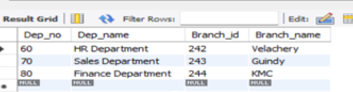 Result Grid Filter Rows: Edit:
Dep_no Dep_name Branch_id Branch_name
60 HR Department 242 Velachery
70 Sales Department 243 Guindy
80 Finance Department 244 KMC
NULL NULL NULL NULL